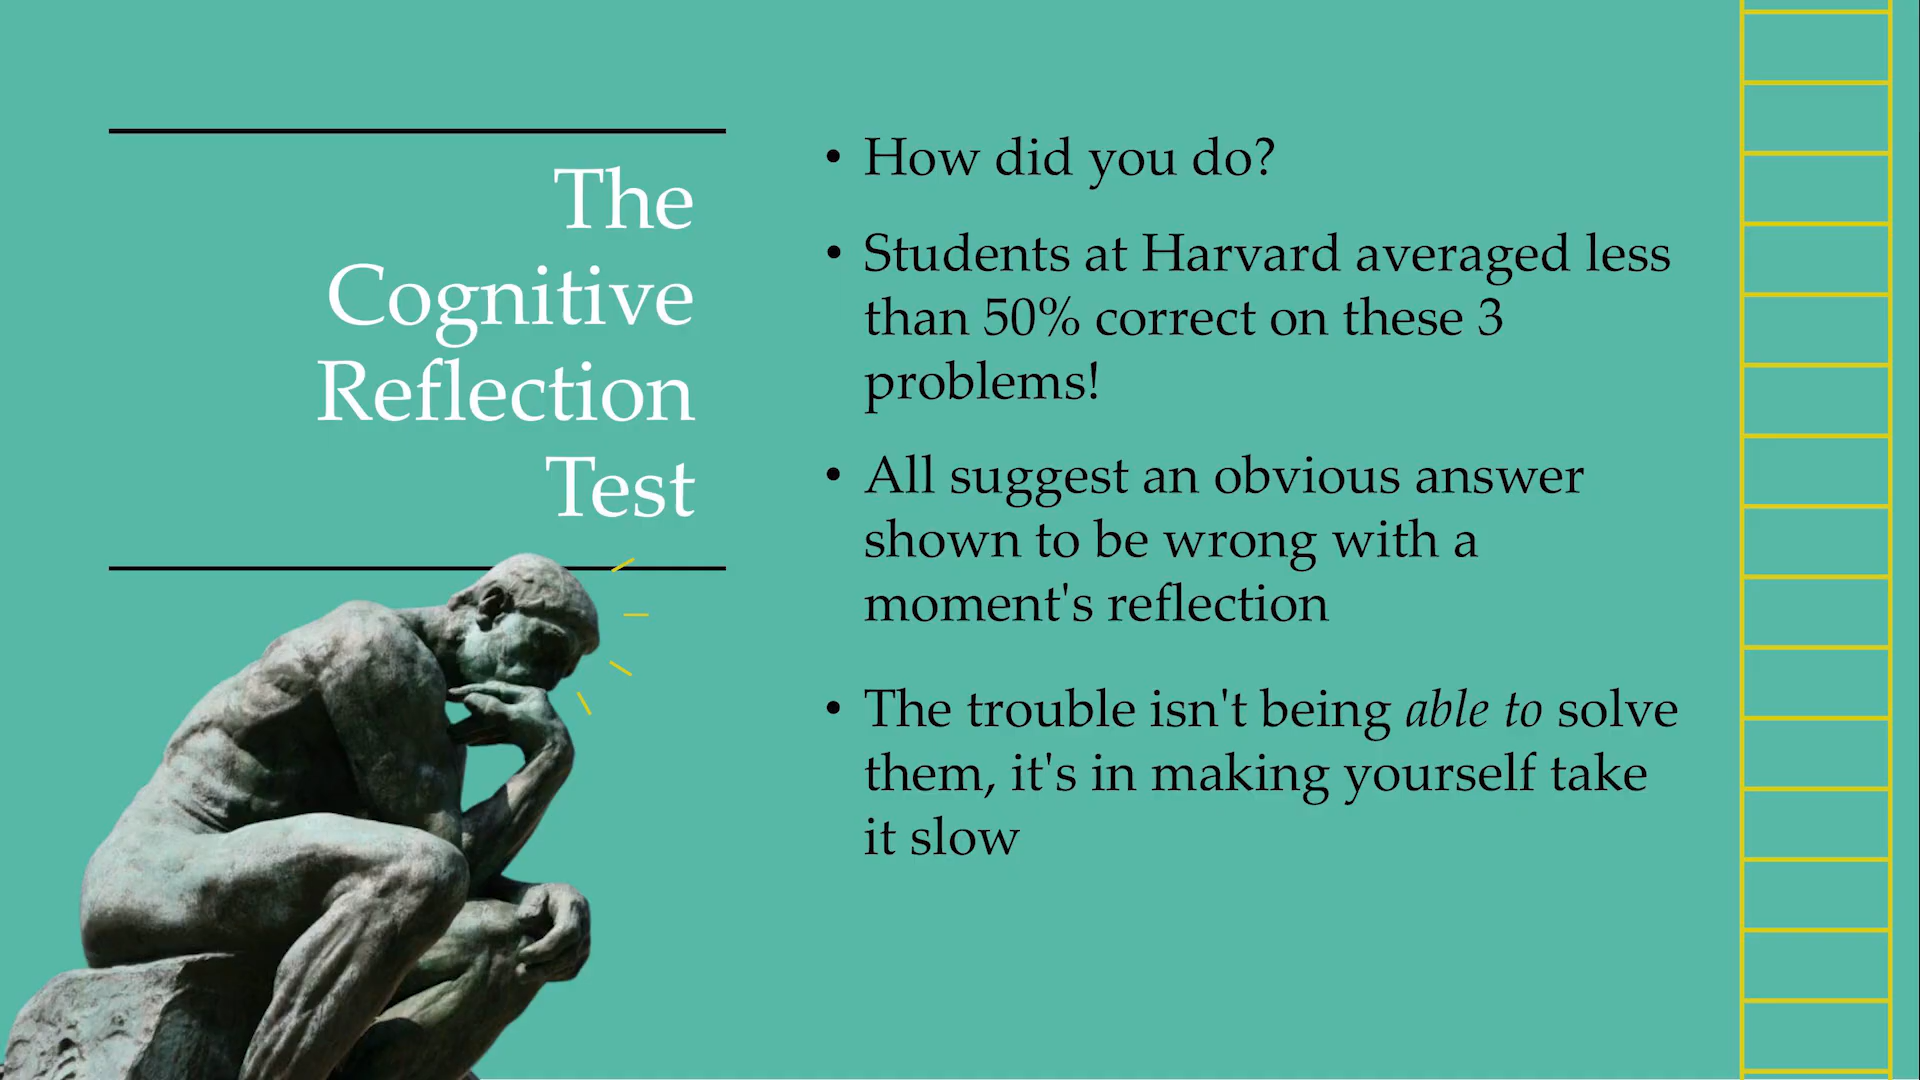 The
Cognitive
Reflection
Test
• How did you do?
• Students at Harvard averaged less
than 50% correct on these 3
problems!
• All suggest an obvious answer
shown to be wrong with a
moment's reflection
• The trouble isn't being able to solve
them, it's in making yourself take
it slow